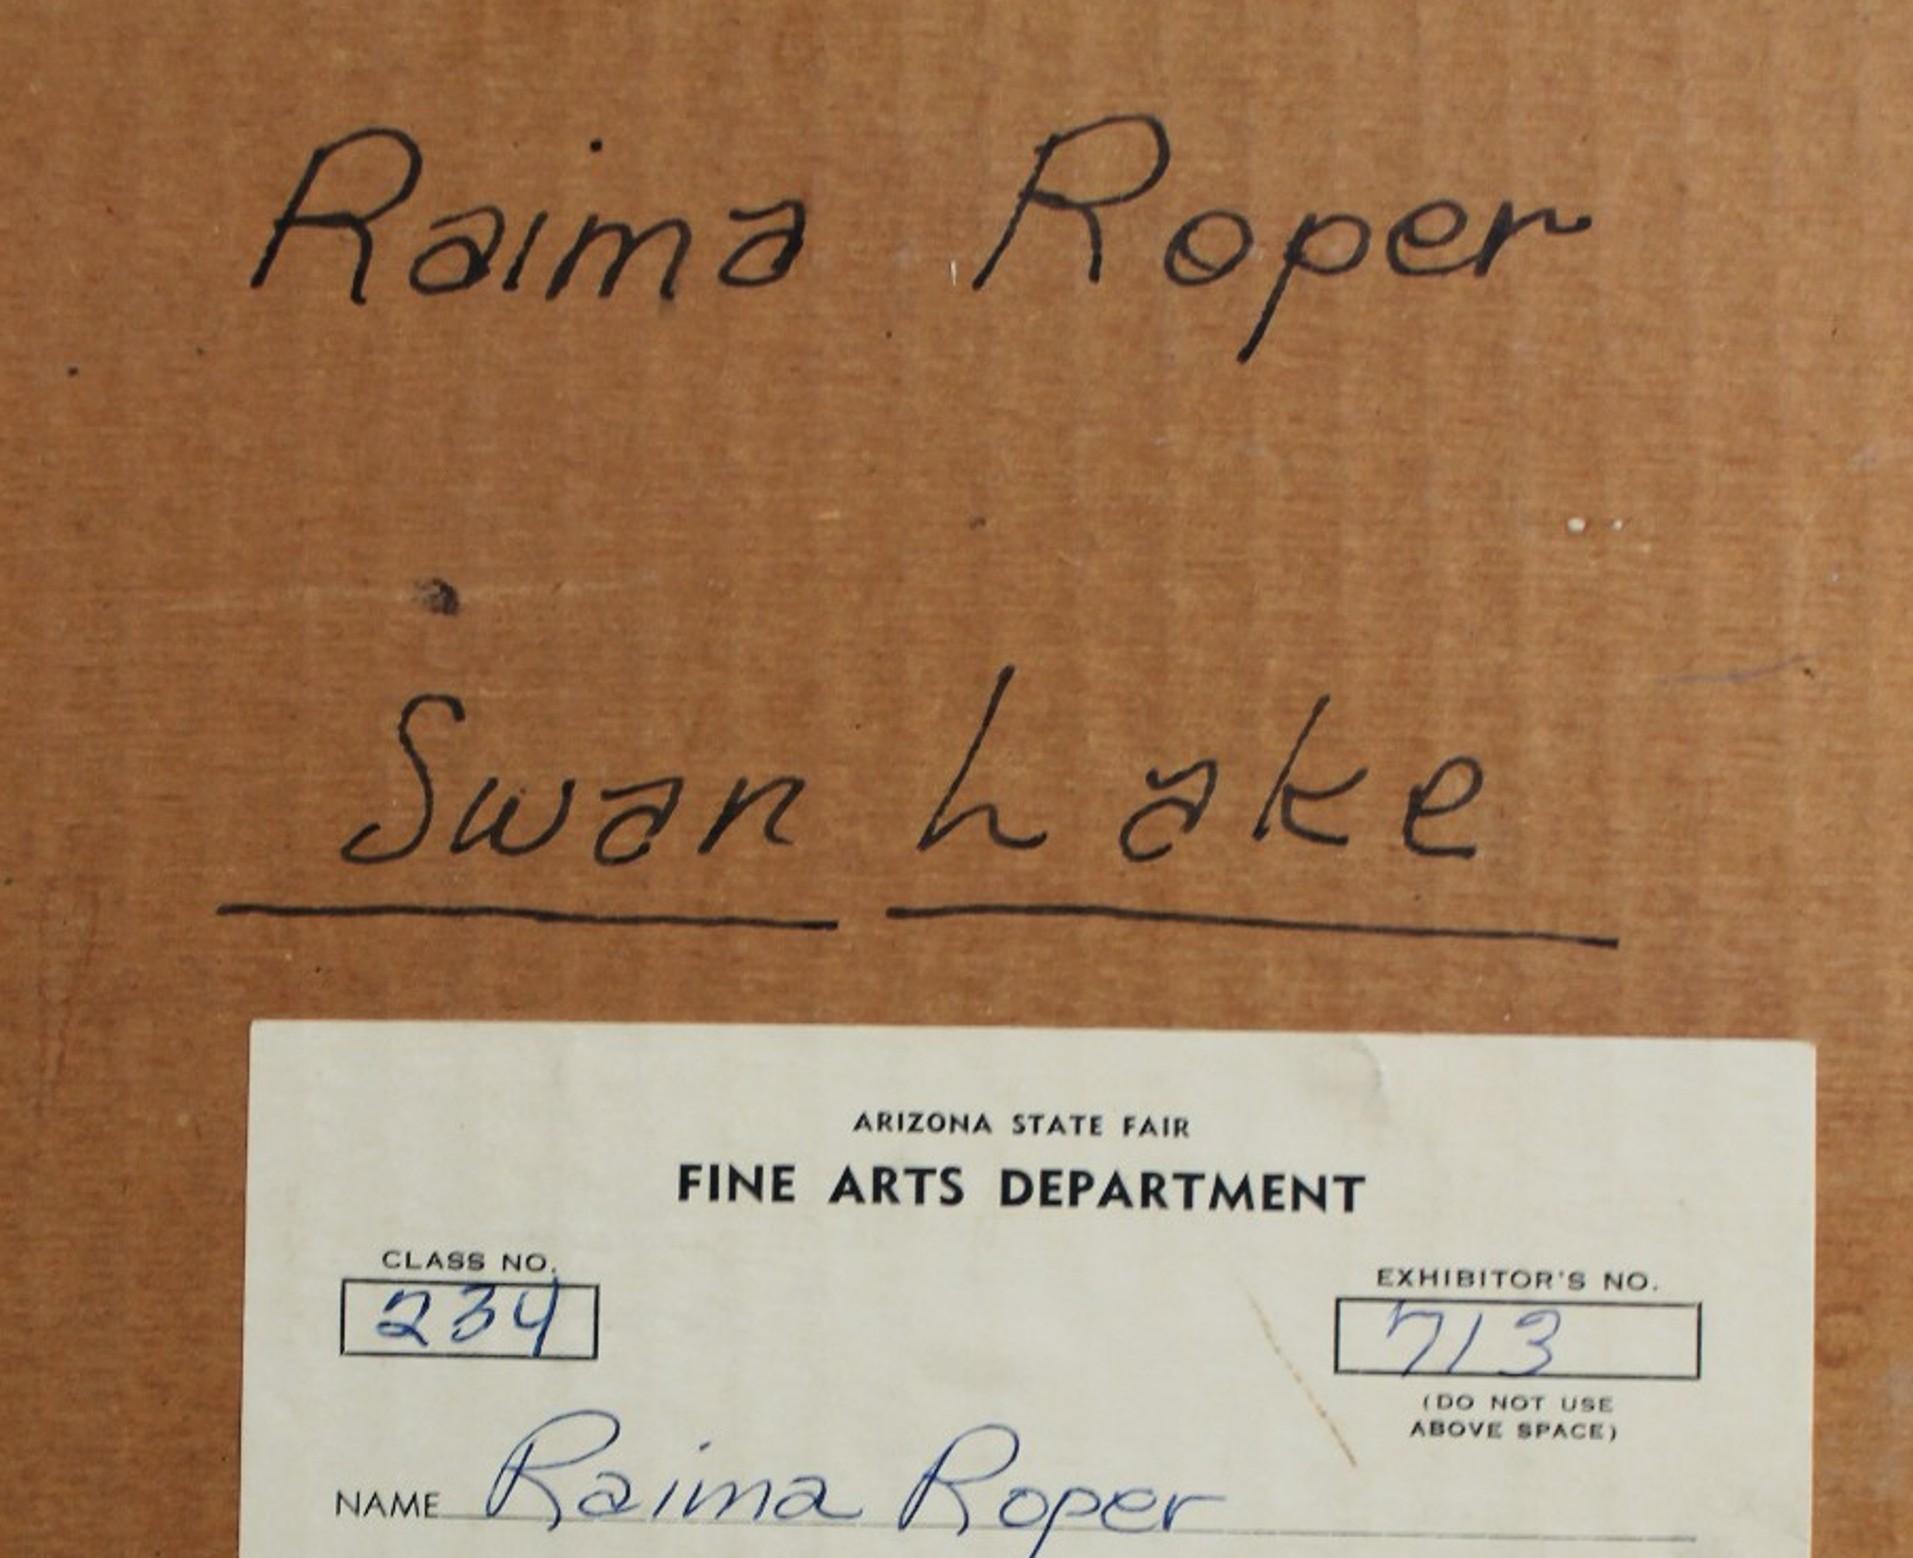 Raima Roper
Swan Lake
ARIZONA STATE FAIR
FINE ARTS DEPARTMENT
CLASS NO.
234
EXHIBITOR'S NO.
713
(DO NOT USE
ABOVE SPACE)
NAME Raima Roper